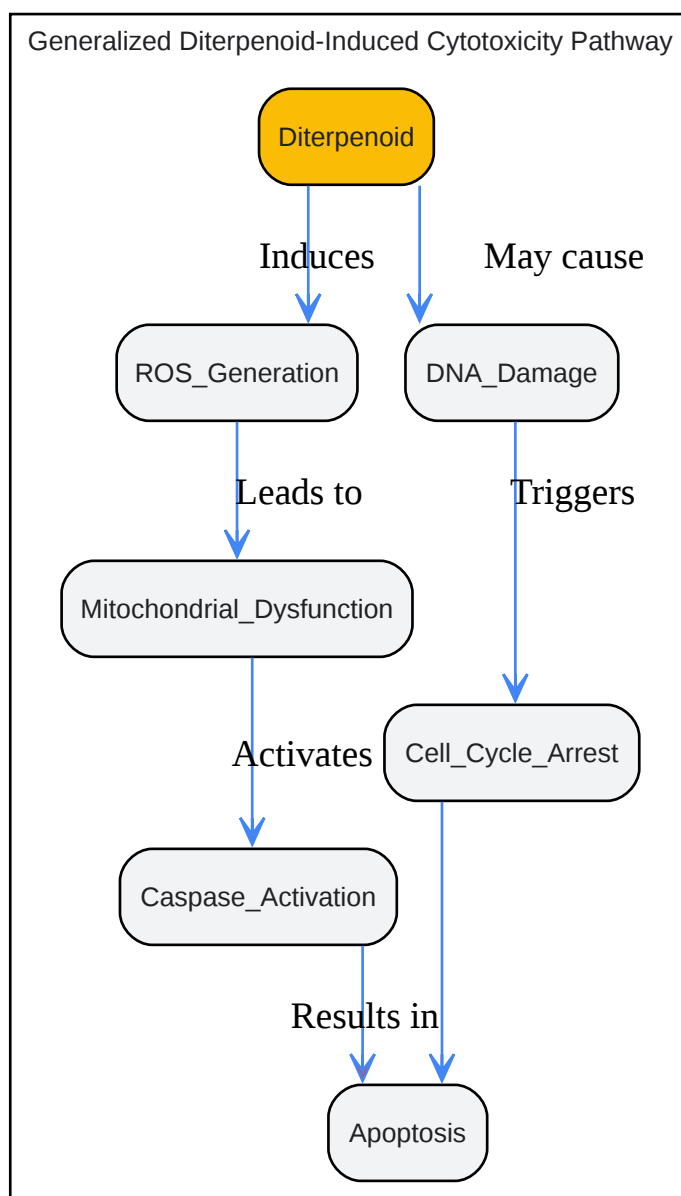 Generalized Diterpenoid-Induced Cytotoxicity Pathway
Diterpenoid
Induces
May cause
ROS_Generation
DNA_Damage
Leads to
Triggers
Mitochondrial_Dysfunction
Activates
Cell_Cycle_Arrest
Caspase_Activation
Results in
Apoptosis